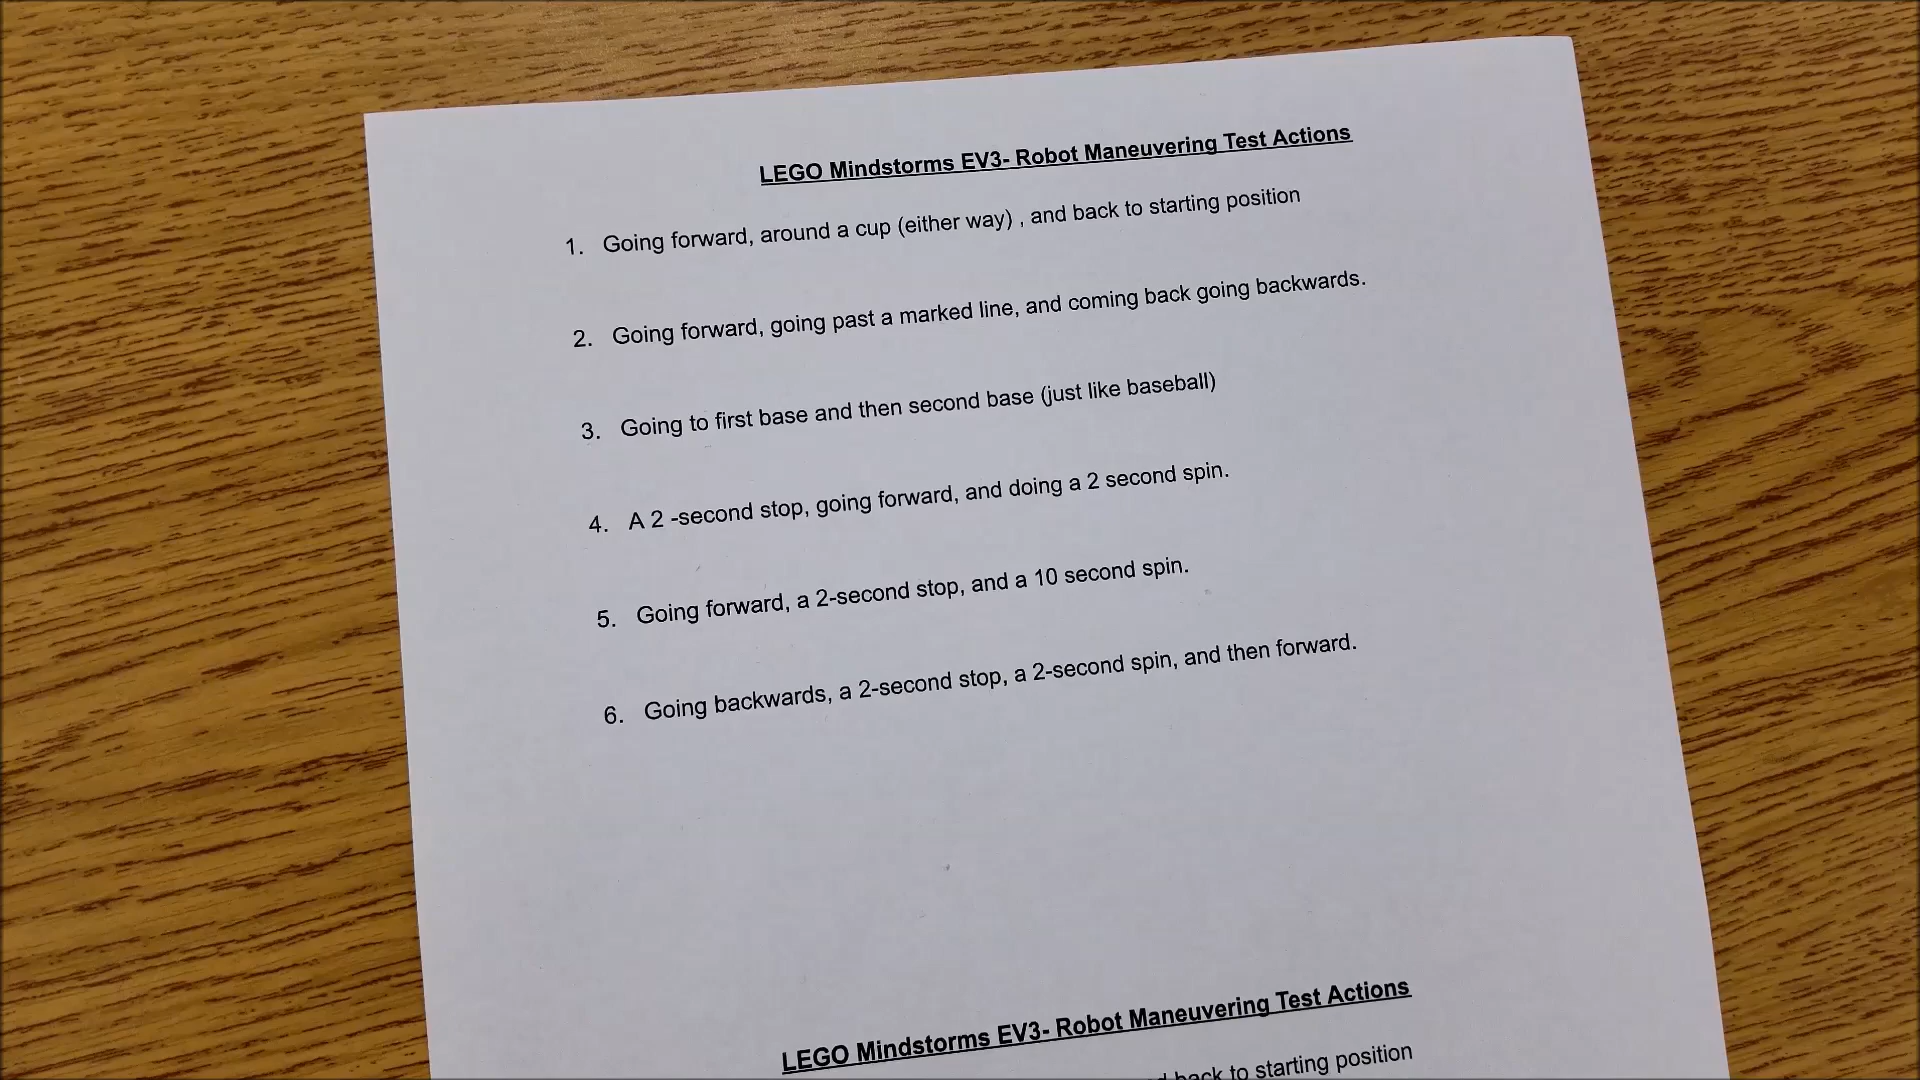 LEGO Mindstorms EV3- Robot Maneuvering Test Actions
1. Going forward, around a cup (either way) , and back to starting position
2. Going forward, going past a marked line, and coming back going backwards.
3. Going to first base and then second base (just like baseball)
4. A 2 -second stop, going forward, and doing a 2 second spin.
5. Going forward, a 2-second stop, and a 10 second spin.
6. Going backwards, a 2-second stop, a 2-second spin, and then forward.
LEGO Mindstorms EV3- Robot Maneuvering Test Actions
back to starting position